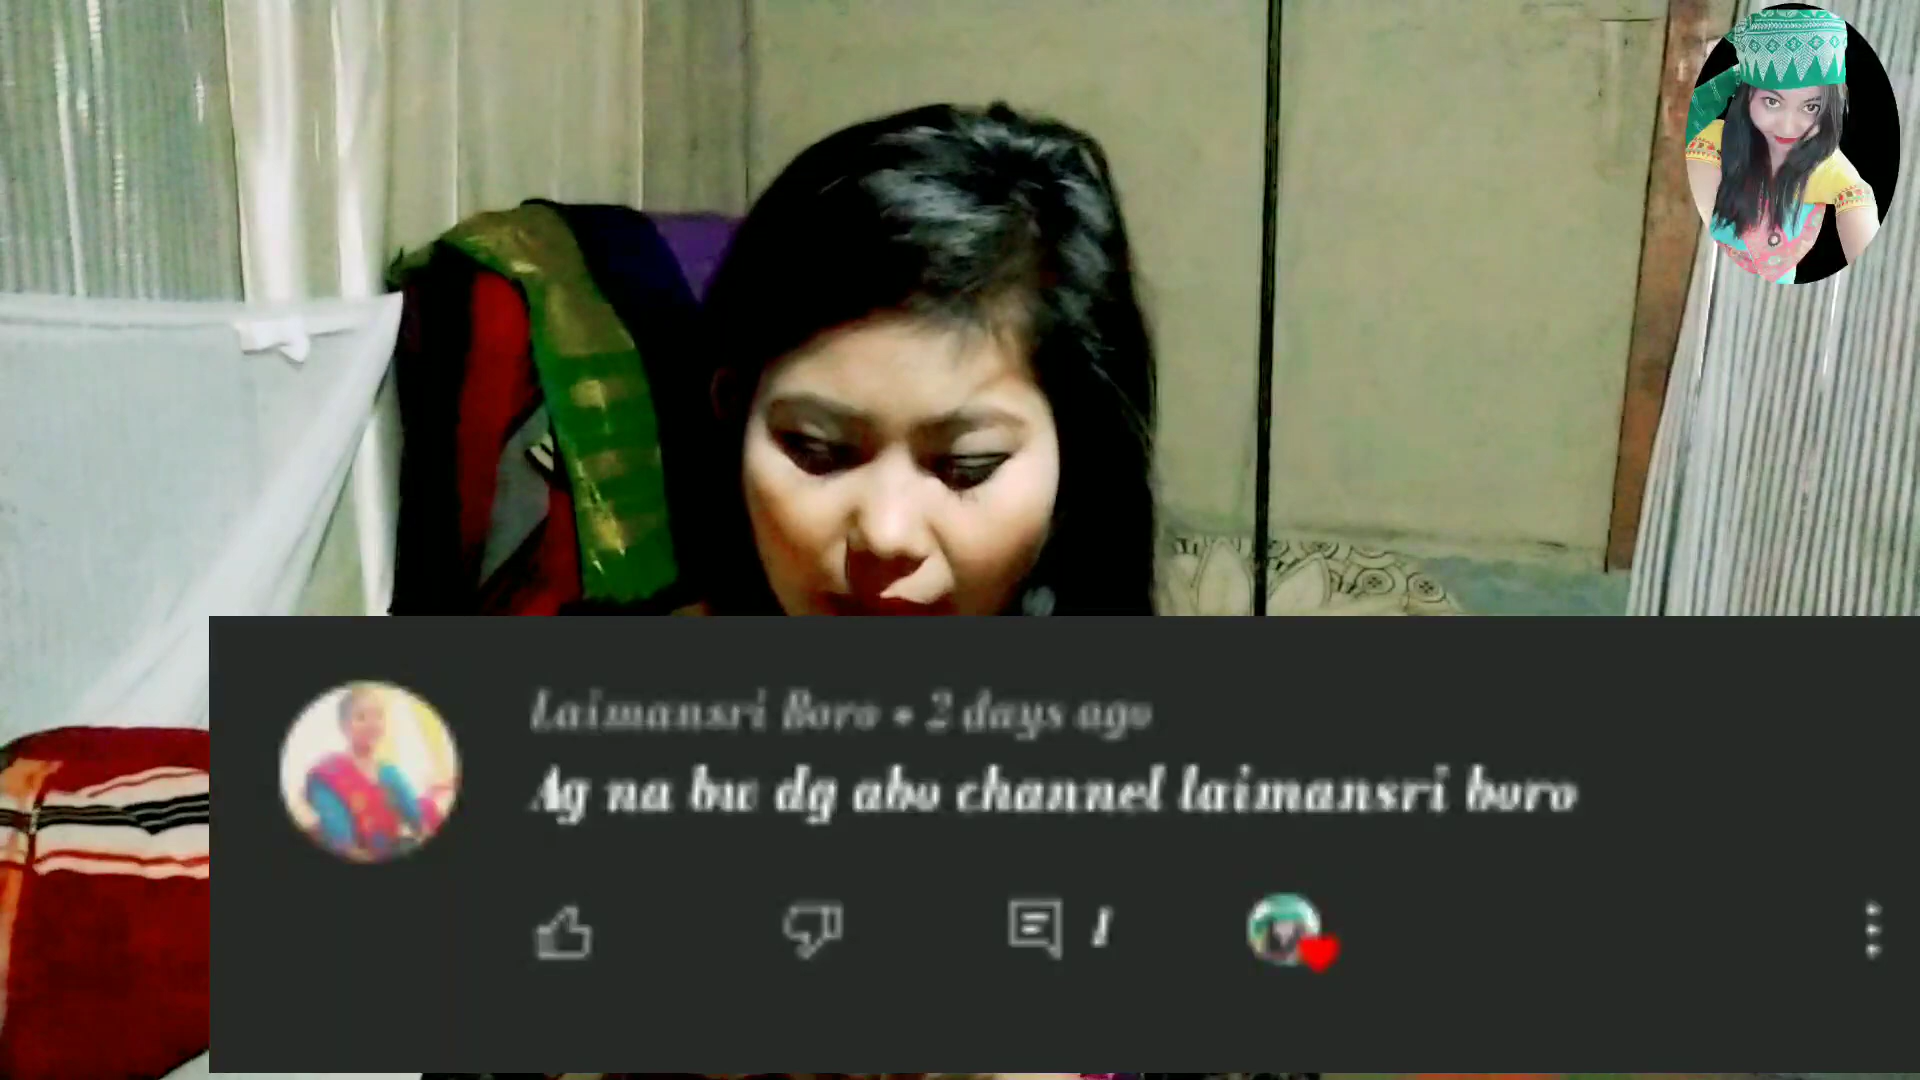 Laimansri Boro • 2 days ago
Ag na bw dg abo channel laimansri boro
1